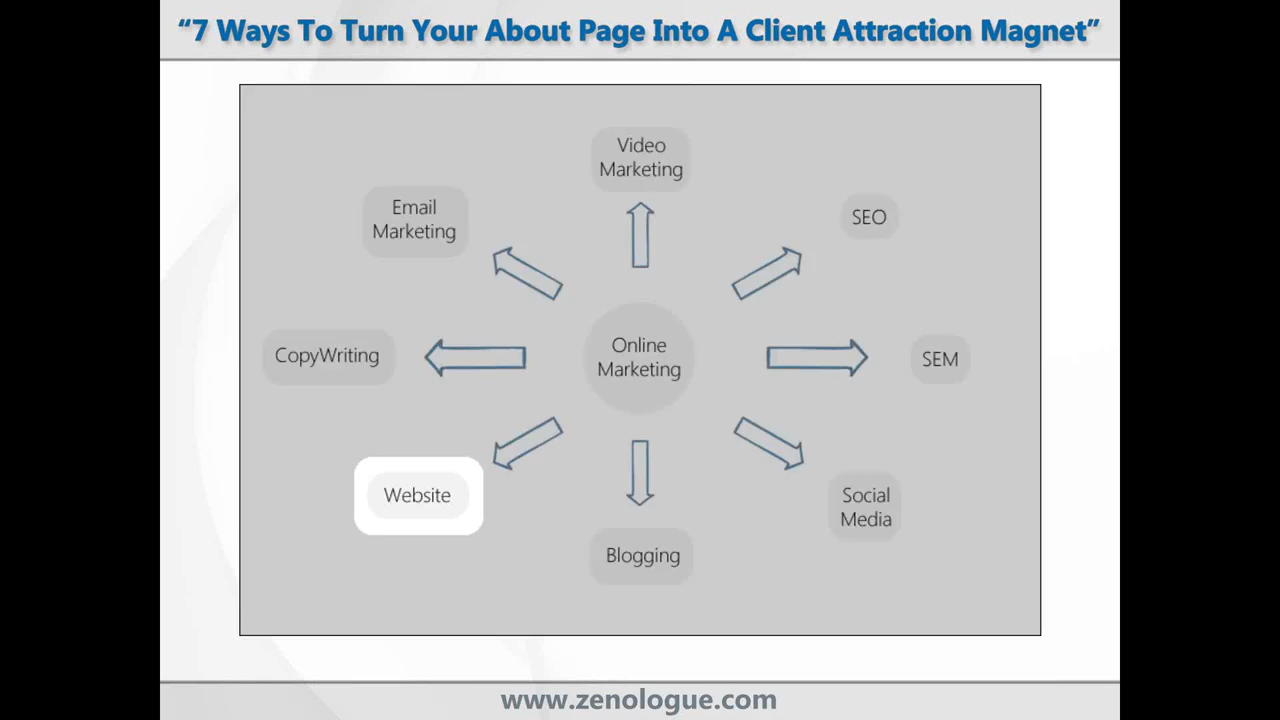 “7 Ways To Turn Your About Page Into A Client Attraction Magnet”
Video
Marketing
Email
Marketing
SEO
CopyWriting
Online
Marketing
SEM
Website
Social
Media
Blogging
www.zenologue.com